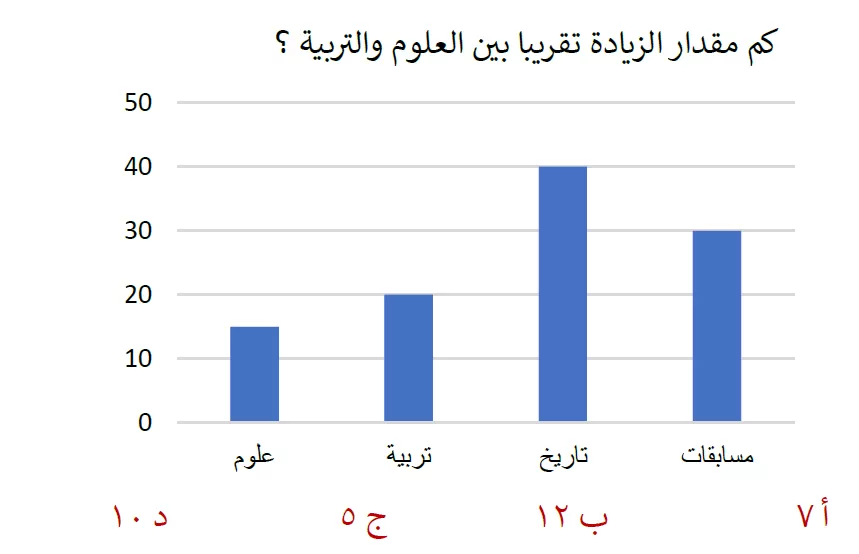 كم مقدار الزيادة تقريبا بين العلوم والتربية ؟
50
40
30
20
10
0
علوم تربية تاريخ مسابقات
أ ٧ ب ١٢ ج ٥ د ١٠